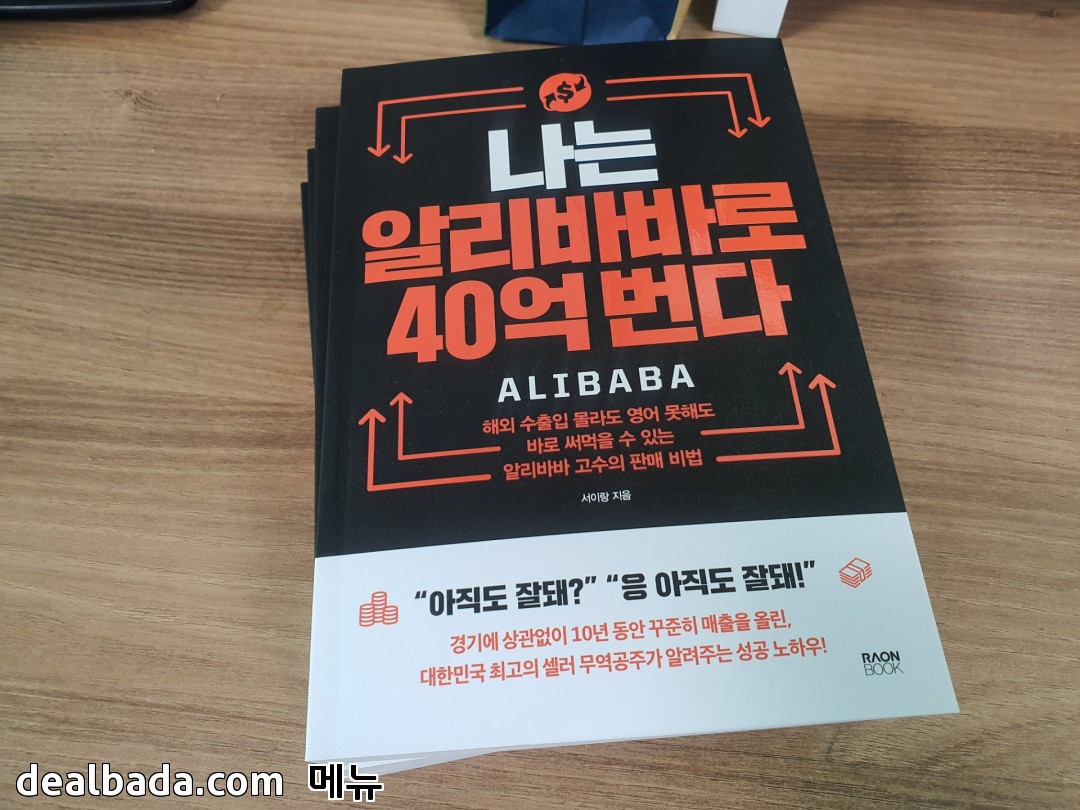 $
나는
알리바바로
40억 번다
ALIBABA
해외 수출입 몰라도 영어 못해도
바로 써먹을 수 있는
알리바바 고수의 판매 비법
서이랑 지음
“아직도 잘돼?” “응 아직도 잘돼!”
경기에 상관없이 10년 동안 꾸준히 매출을 올린,
대한민국 최고의 셀러 무역공주가 알려주는 성공 노하우!
RAON
BOOK
dealbada.com 메뉴